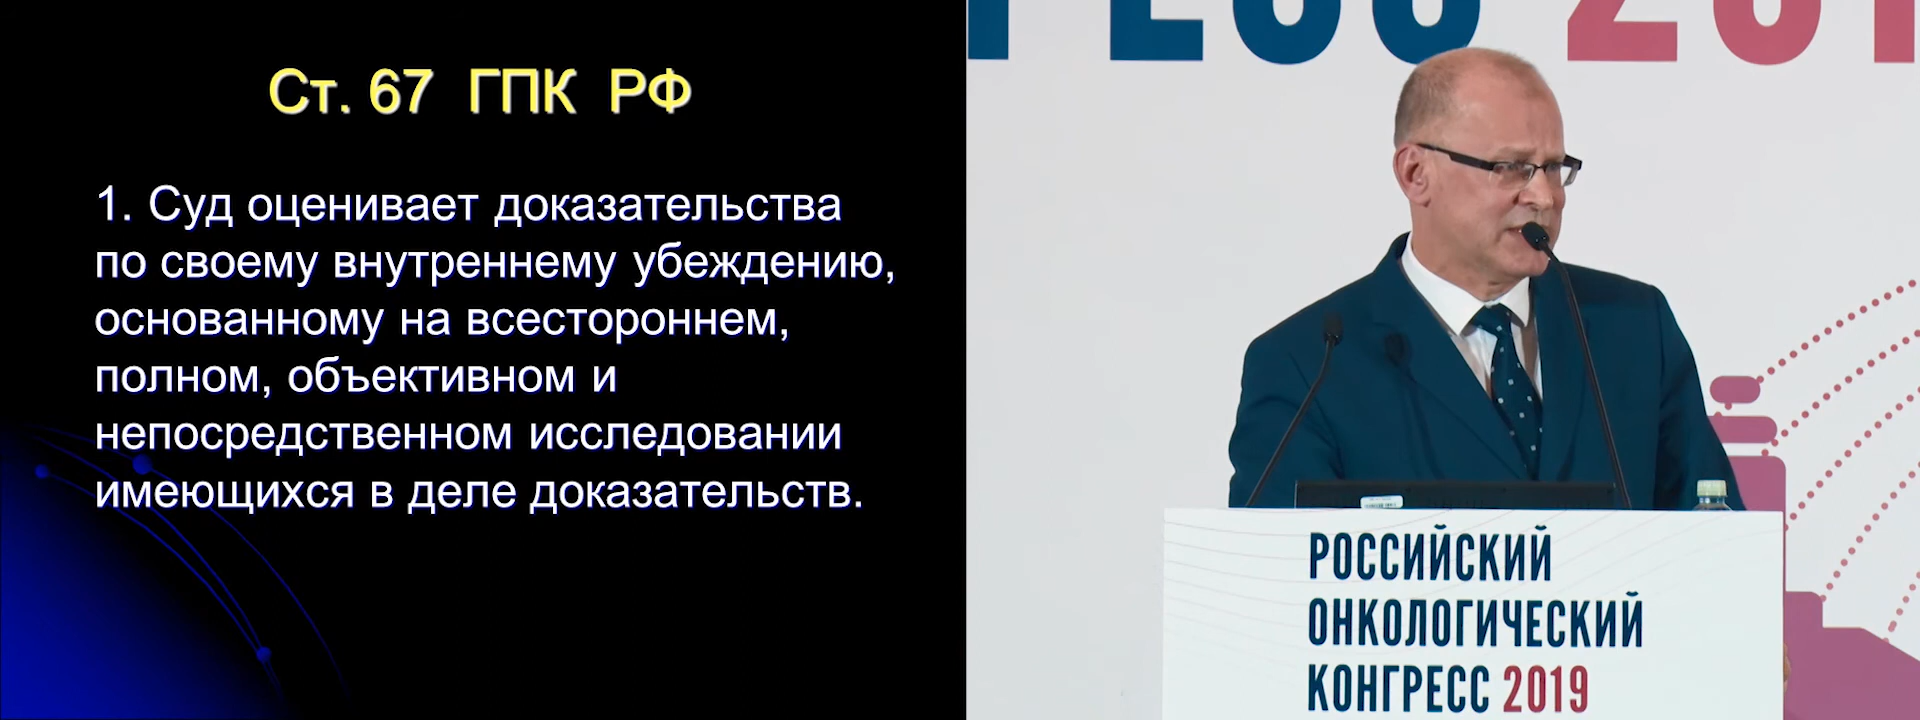 Ст. 67 ГПК РФ
1. Суд оценивает доказательства
по своему внутреннему убеждению,
основанному на всестороннем,
полном, объективном и
непосредственном исследовании
имеющихся в деле доказательств.
РОССИЙСКИЙ
ОНКОЛОГИЧЕСКИЙ
КОНГРЕСС 2019